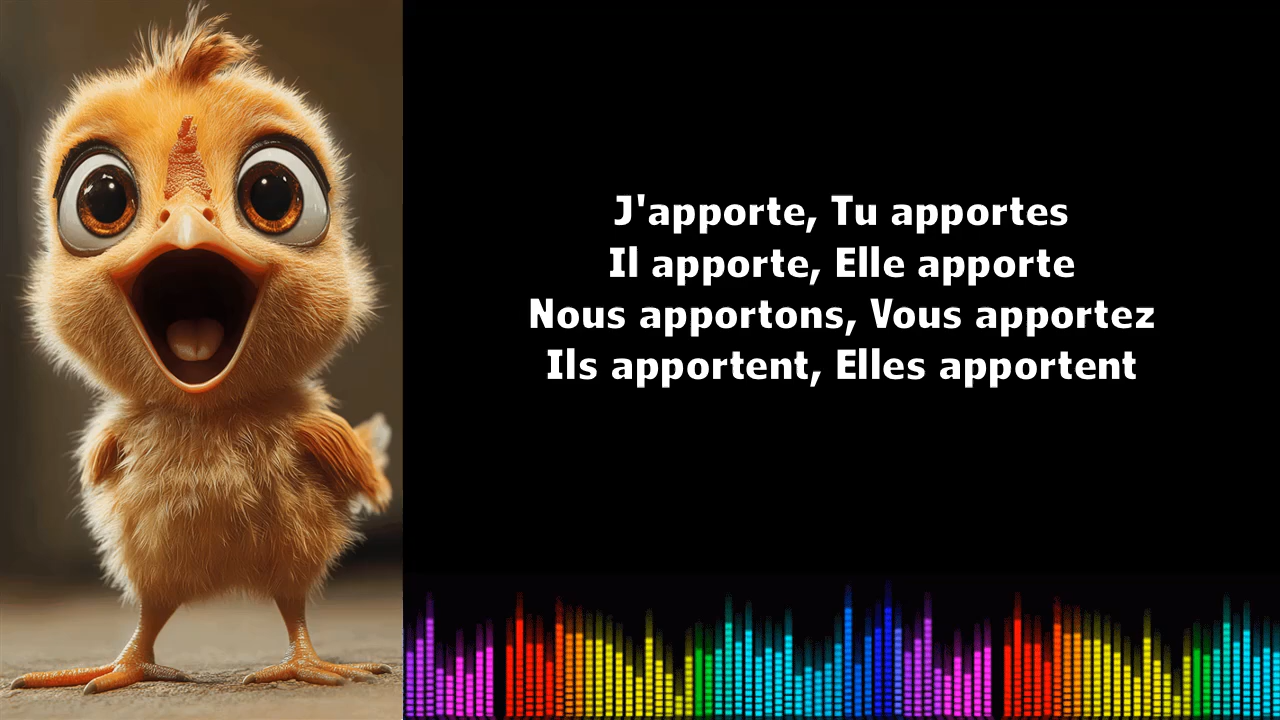 J'apporte, Tu apportes
Il apporte, Elle apporte
Nous apportons, Vous apportez
Ils apportent, Elles apportent